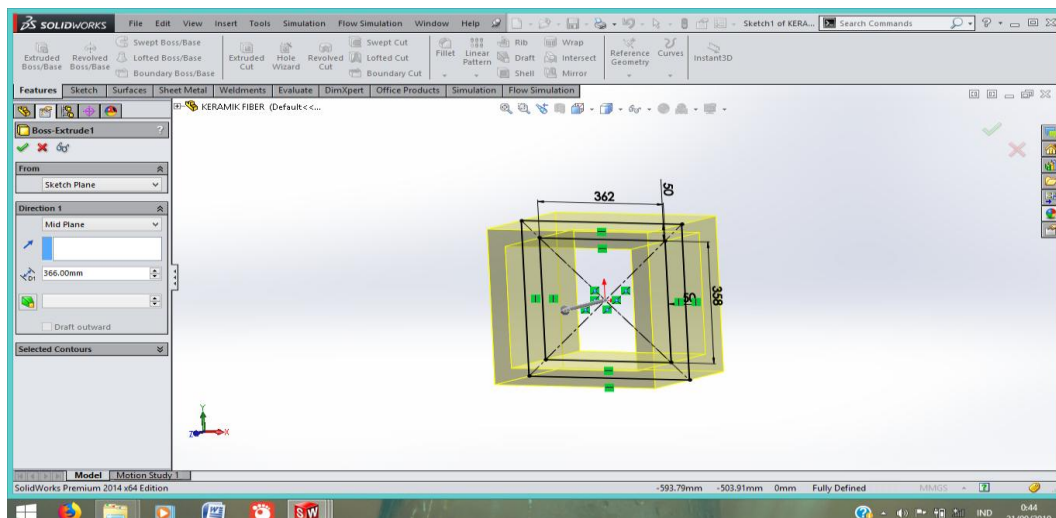 SOLIDWORKS File Edit View Insert Tools Simulation Flow Simulation Window Help Sketch1 of KERA... Search Commands
Extruded Boss/Base Revolved Boss/Base Swept Boss/Base Lofted Boss/Base Boundary Boss/Base Extruded Cut Hole Wizard Revolved Cut Swept Cut Lofted Cut Boundary Cut Fillet Linear Pattern Rib Draft Shell Wrap Intersect Mirror Reference Geometry Curves Instant3D
Features Sketch Surfaces Sheet Metal Weldments Evaluate DimXpert Office Products Simulation Flow Simulation
KERAMIK FIBER (Default<<...
Boss-Extrude1 ?
From
Sketch Plane
Direction 1
Mid Plane
D1 366.00mm
Draft outward
Selected Contours
362
50
358
50
Y
Z X
Model Motion Study 1
SolidWorks Premium 2014 x64 Edition -593.79mm -503.91mm 0mm Fully Defined MMGS
IND 0:44